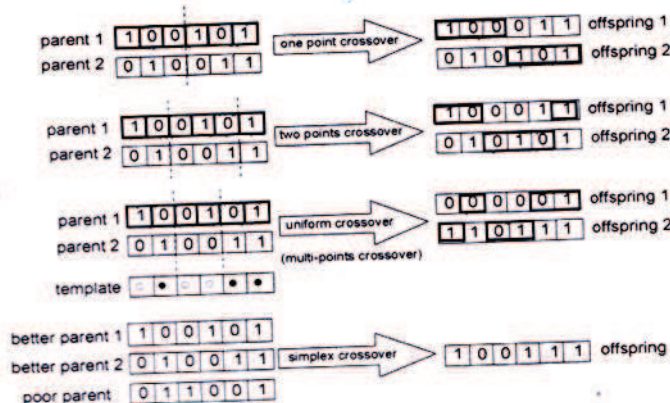 parent 1 1 0 0 1 0 1 one point crossover 1 0 0 0 1 1 offspring 1
parent 2 0 1 0 0 1 1 0 1 0 1 0 1 offspring 2
parent 1 1 0 0 1 0 1 two points crossover 1 0 0 0 1 1 offspring 1
parent 2 0 1 0 0 1 1 0 1 0 1 0 1 offspring 2
parent 1 1 0 0 1 0 1 uniform crossover 0 0 0 0 0 1 offspring 1
parent 2 0 1 0 0 1 1 (multi-points crossover) 1 1 0 1 1 1 offspring 2
template
better parent 1 1 0 0 1 0 1
better parent 2 0 1 0 0 1 1 simplex crossover 1 0 0 1 1 1 offspring
poor parent 0 1 1 0 0 1